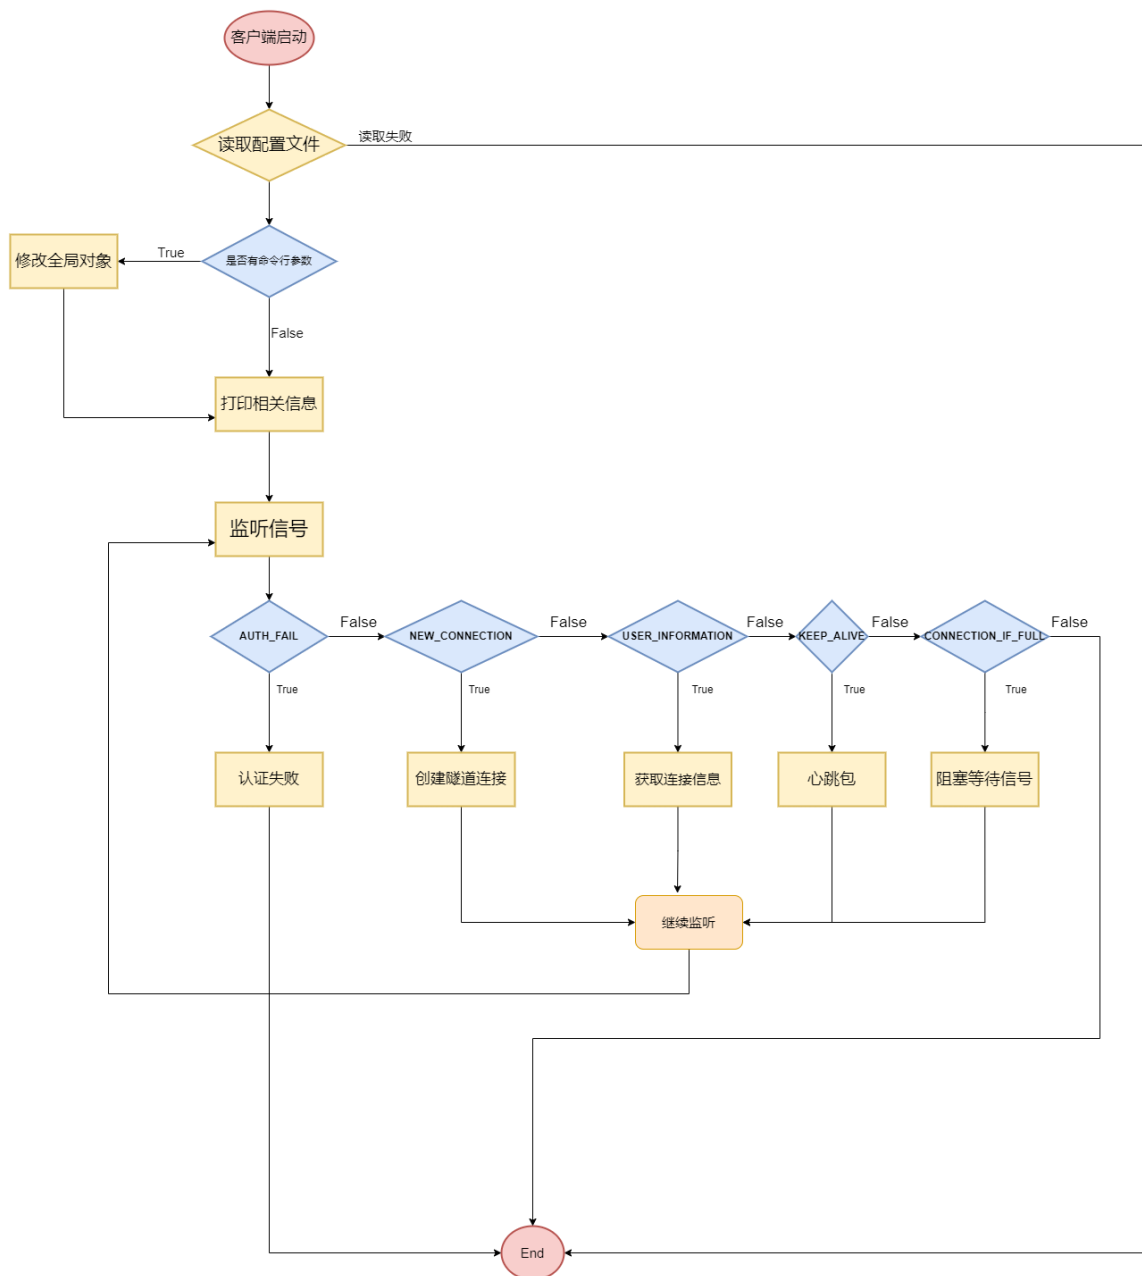 客户端启动
读取配置文件
读取失败
修改全局对象
True
是否有命令行参数
False
打印相关信息
监听信号
AUTH_FAIL
False
NEW_CONNECTION
False
USER_INFORMATION
False
KEEP_ALIVE
False
CONNECTION_IF_FULL
False
True
True
True
True
True
认证失败
创建隧道连接
获取连接信息
心跳包
阻塞等待信号
继续监听
End